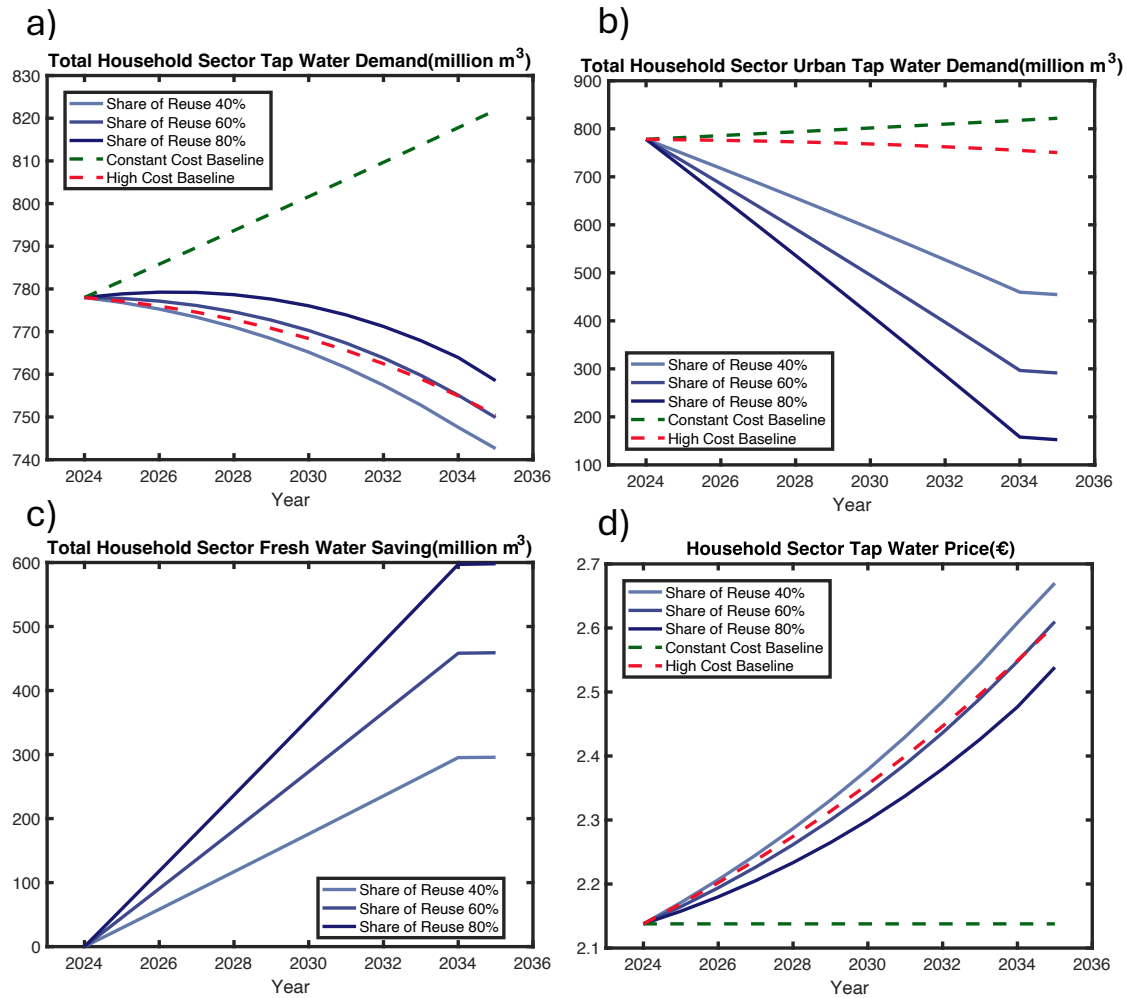 a)
Total Household Sector Tap Water Demand(million m³)
830
820
810
800
790
780
770
760
750
740
Share of Reuse 40%
Share of Reuse 60%
Share of Reuse 80%
Constant Cost Baseline
High Cost Baseline
2024 2026 2028 2030 2032 2034 2036
Year
b)
Total Household Sector Urban Tap Water Demand(million m³)
900
800
700
600
500
400
300
200
100
Share of Reuse 40%
Share of Reuse 60%
Share of Reuse 80%
Constant Cost Baseline
High Cost Baseline
2024 2026 2028 2030 2032 2034 2036
Year
c)
Total Household Sector Fresh Water Saving(million m³)
600
500
400
300
200
100
0
Share of Reuse 40%
Share of Reuse 60%
Share of Reuse 80%
2024 2026 2028 2030 2032 2034 2036
Year
d)
Household Sector Tap Water Price(€)
2.7
2.6
2.5
2.4
2.3
2.2
2.1
Share of Reuse 40%
Share of Reuse 60%
Share of Reuse 80%
Constant Cost Baseline
High Cost Baseline
2024 2026 2028 2030 2032 2034 2036
Year